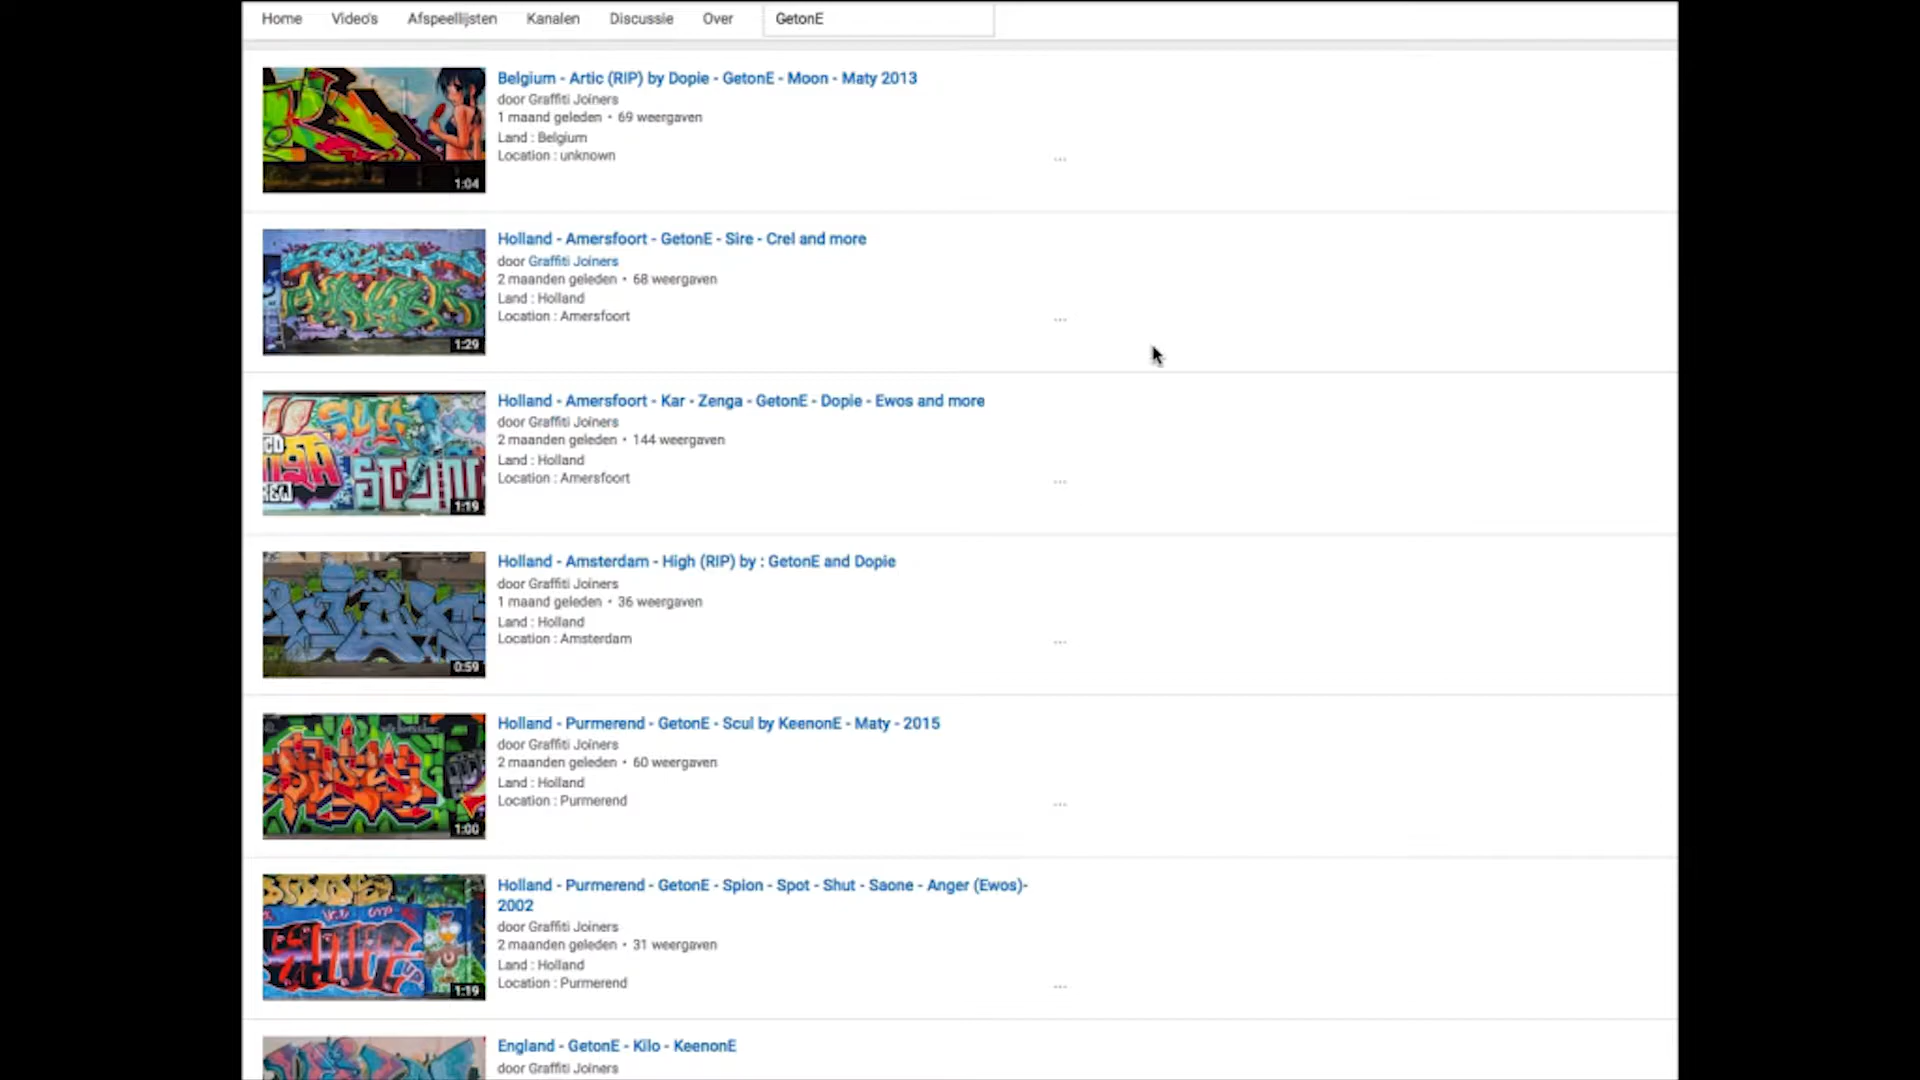 Home Video's Afspeellijsten Kanalen Discussie Over GetonE
Belgium - Artic (RIP) by Dopie - GetonE - Moon - Maty 2013
door Graffiti Joiners
1 maand geleden • 69 weergaven
Land : Belgium
Location : unknown
...
1:04
Holland - Amersfoort - GetonE - Sire - Crel and more
door Graffiti Joiners
2 maanden geleden • 68 weergaven
Land : Holland
Location : Amersfoort
...
1:29
Holland - Amersfoort - Kar - Zenga - GetonE - Dopie - Ewos and more
door Graffiti Joiners
2 maanden geleden • 144 weergaven
Land : Holland
Location : Amersfoort
...
1:19
Holland - Amsterdam - High (RIP) by : GetonE and Dopie
door Graffiti Joiners
1 maand geleden • 36 weergaven
Land : Holland
Location : Amsterdam
...
0:59
Holland - Purmerend - GetonE - Scul by KeenonE - Maty - 2015
door Graffiti Joiners
2 maanden geleden • 60 weergaven
Land : Holland
Location : Purmerend
...
1:00
Holland - Purmerend - GetonE - Spion - Spot - Shut - Saone - Anger (Ewos)-
2002
door Graffiti Joiners
2 maanden geleden • 31 weergaven
Land : Holland
Location : Purmerend
...
1:19
England - GetonE - Kilo - KeenonE
door Graffiti Joiners